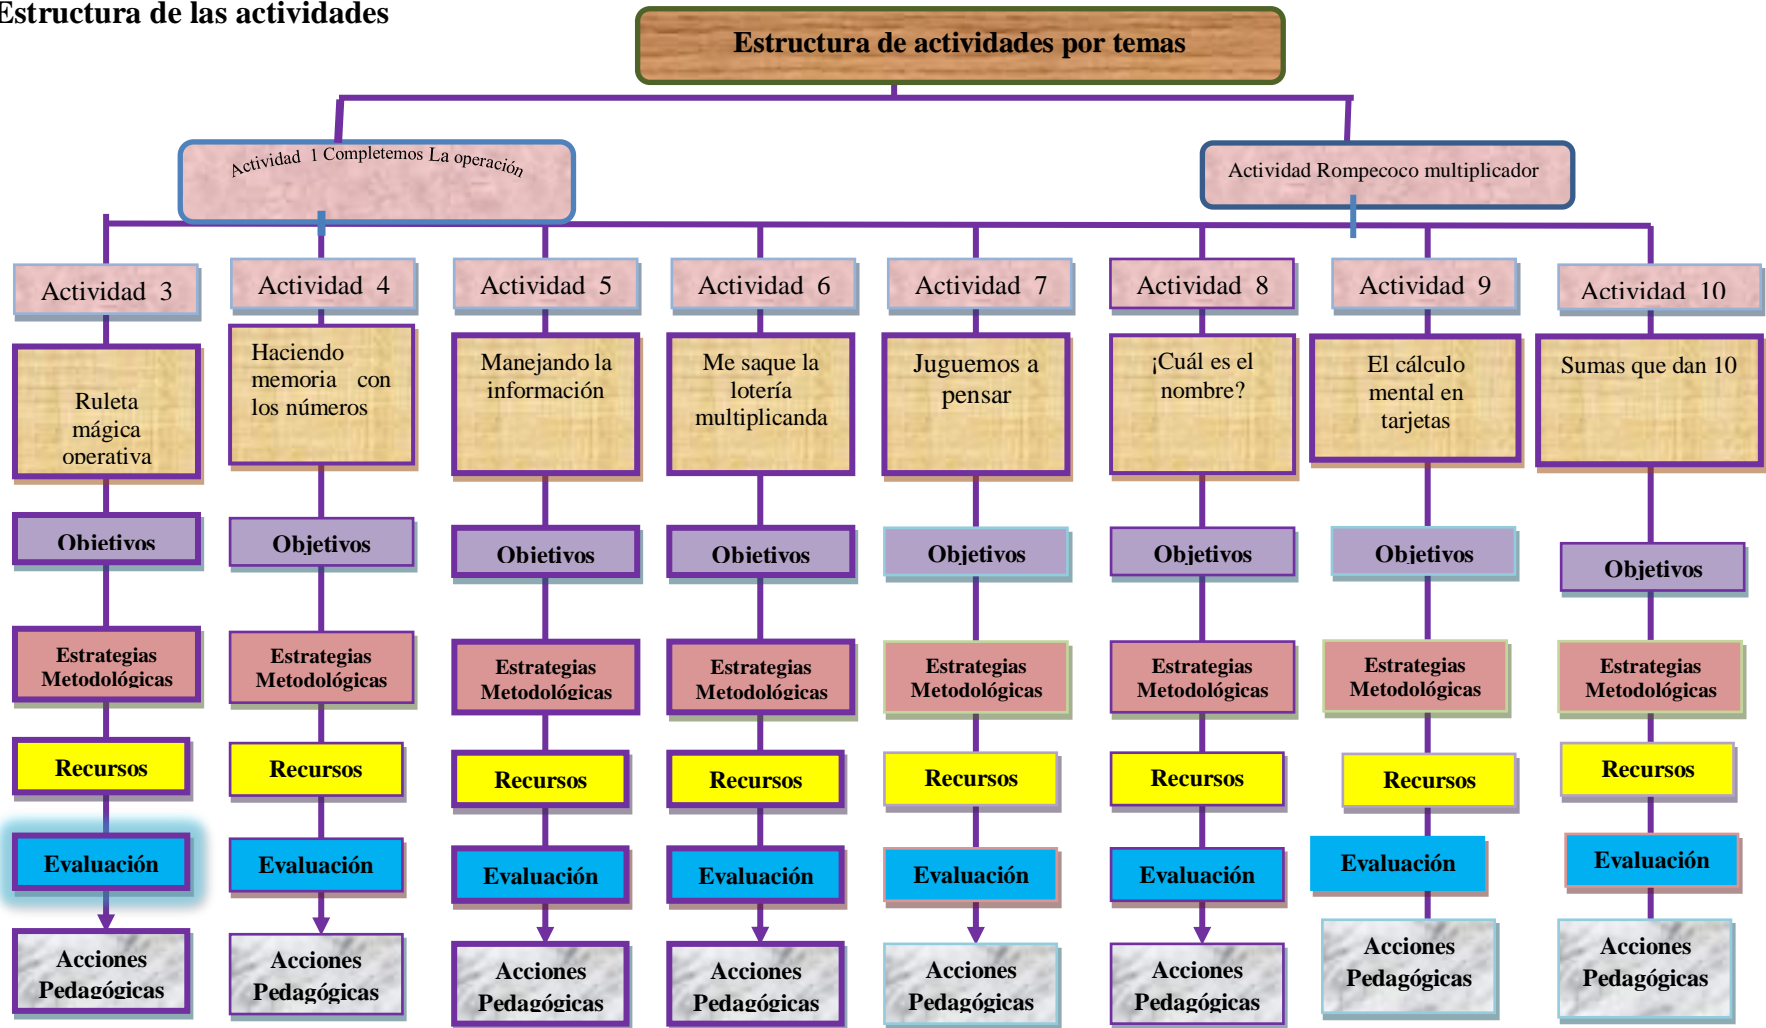 Estructura de las actividades
Estructura de actividades por temas
Actividad 1 Completemos La operación
Actividad Rompecoco multiplicador
Actividad 3
Actividad 4
Actividad 5
Actividad 6
Actividad 7
Actividad 8
Actividad 9
Actividad 10
Ruleta
mágica
operativa
Haciendo
memoria con
los números
Manejando la
información
Me saque la
lotería
multiplicanda
Juguemos a
pensar
¡Cuál es el
nombre?
El cálculo
mental en
tarjetas
Sumas que dan 10
Objetivos
Objetivos
Objetivos
Objetivos
Objetivos
Objetivos
Objetivos
Objetivos
Estrategias
Metodológicas
Estrategias
Metodológicas
Estrategias
Metodológicas
Estrategias
Metodológicas
Estrategias
Metodológicas
Estrategias
Metodológicas
Estrategias
Metodológicas
Estrategias
Metodológicas
Recursos
Recursos
Recursos
Recursos
Recursos
Recursos
Recursos
Recursos
Evaluación
Evaluación
Evaluación
Evaluación
Evaluación
Evaluación
Evaluación
Evaluación
Acciones
Pedagógicas
Acciones
Pedagógicas
Acciones
Pedagógicas
Acciones
Pedagógicas
Acciones
Pedagógicas
Acciones
Pedagógicas
Acciones
Pedagógicas
Acciones
Pedagógicas